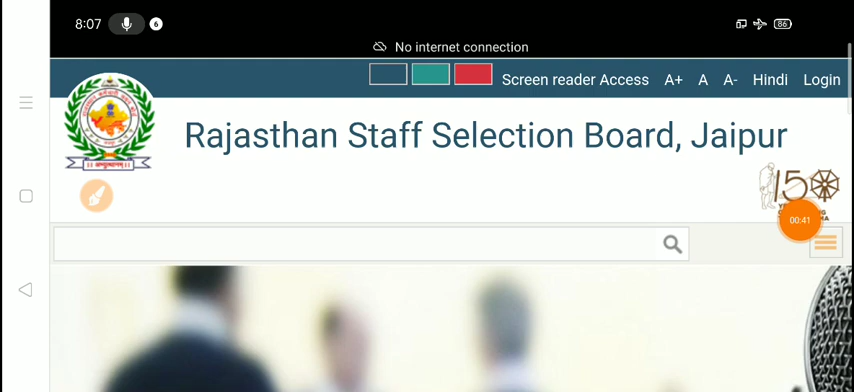 8:07
6
86
No internet connection
Screen reader Access A+ A A- Hindi Login
Rajasthan Staff Selection Board, Jaipur
150
00:41